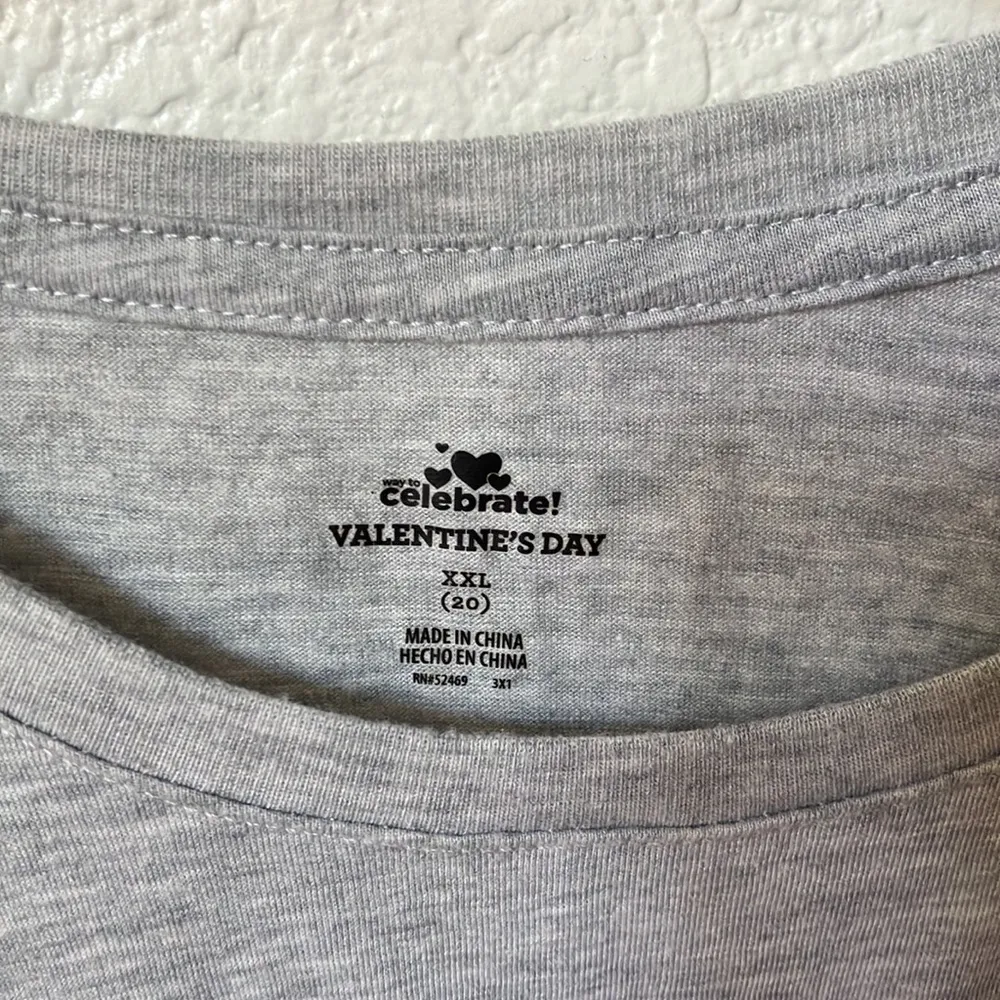 way to
celebrate!
VALENTINE'S DAY
XXL
(20)
MADE IN CHINA
HECHO EN CHINA
RN#52469 3X1